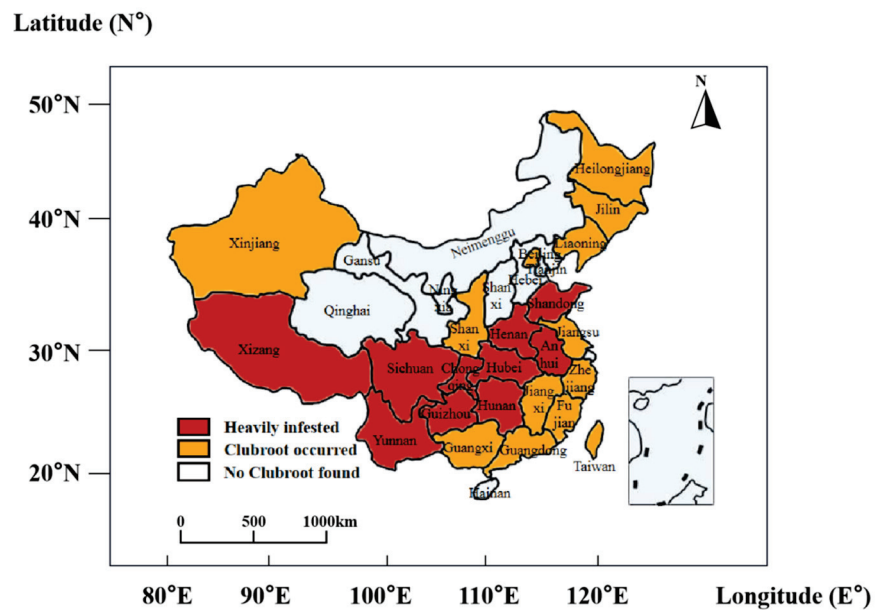 Latitude (N°)
N
50°N
40°N
30°N
20°N
Heilongjiang
Jilin
Liaoning
Xinjiang
Neimenggu
Gansu
Beijing
Tianjin
Hebei
Ning
xia
Shan
xi
Qinghai
Shandong
Shan
xi
Henan
Jiangsu
An
hui
Xizang
Sichuan
Chong
qing
Hubei
Zhe
jiang
Guizhou
Hunan
Jiang
xi
Fu
jian
Yunnan
Guangxi
Guangdong
Taiwan
Hainan
Heavily infested
Clubroot occurred
No Clubroot found
0 500 1000km
80°E 90°E 100°E 110°E 120°E Longitude (E°)